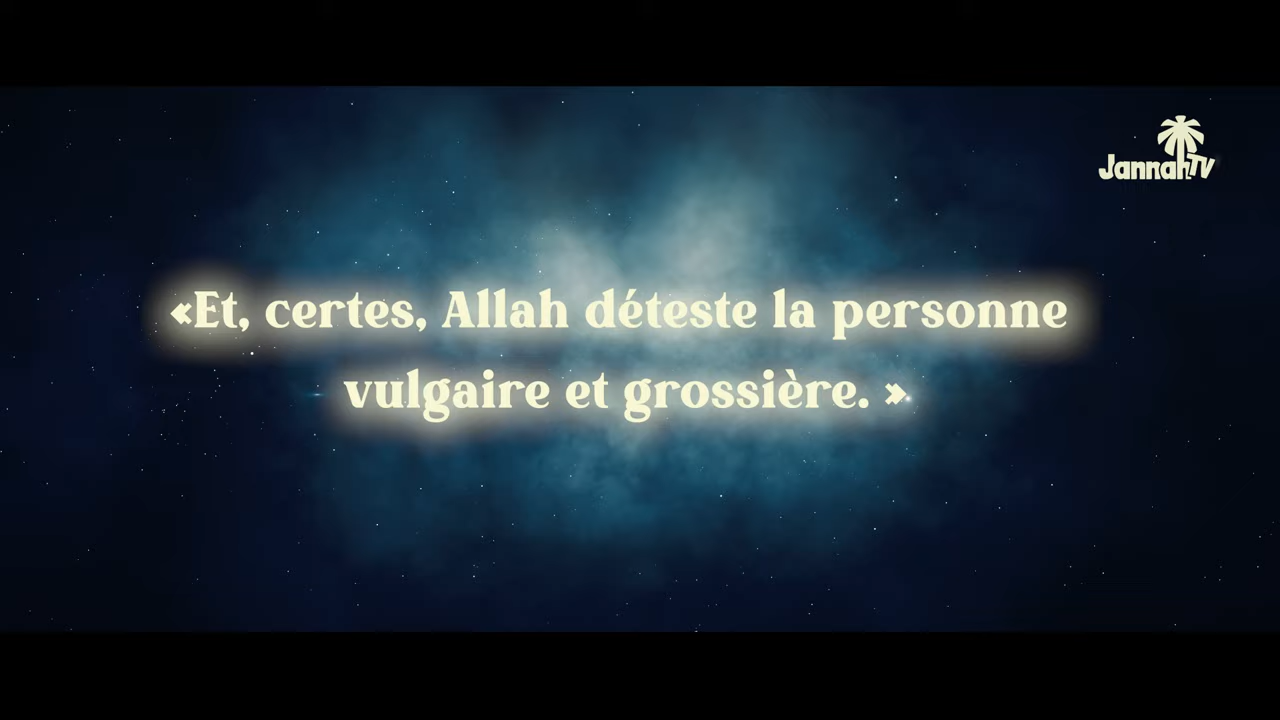 JannahTV
«Et, certes, Allah déteste la personne
vulgaire et grossière. »